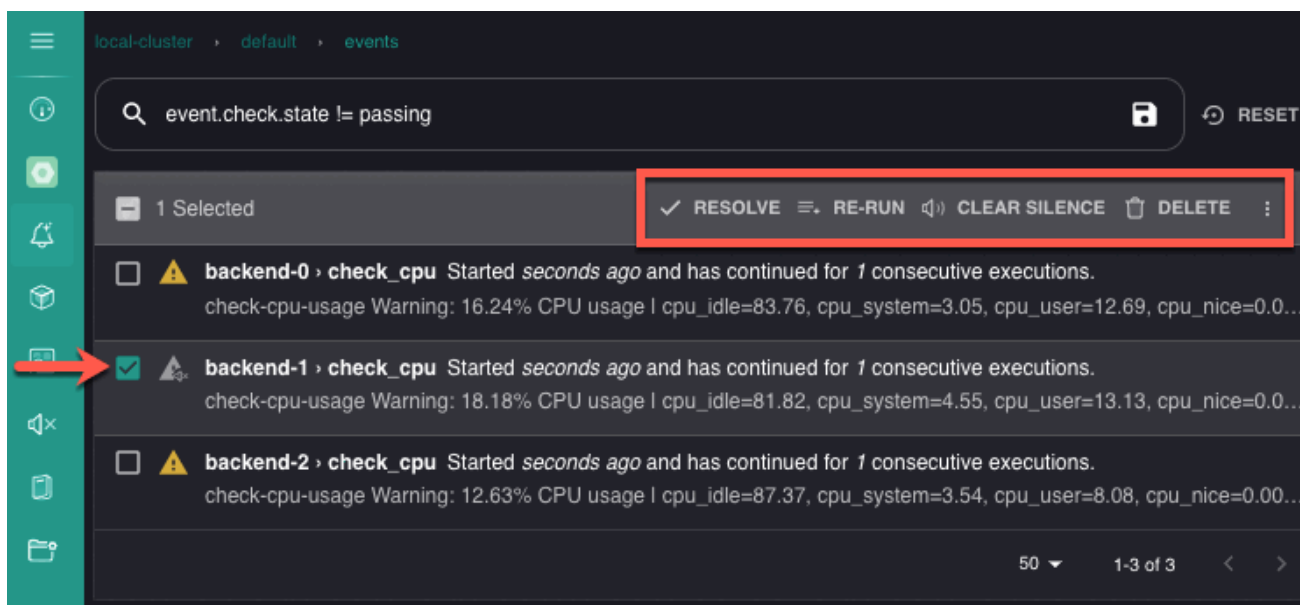 local-cluster › default › events
event.check.state != passing
RESET
1 Selected
RESOLVE RE-RUN CLEAR SILENCE DELETE
backend-0 › check_cpu Started seconds ago and has continued for 1 consecutive executions.
check-cpu-usage Warning: 16.24% CPU usage | cpu_idle=83.76, cpu_system=3.05, cpu_user=12.69, cpu_nice=0.0...
backend-1 › check_cpu Started seconds ago and has continued for 1 consecutive executions.
check-cpu-usage Warning: 18.18% CPU usage | cpu_idle=81.82, cpu_system=4.55, cpu_user=13.13, cpu_nice=0.0...
backend-2 › check_cpu Started seconds ago and has continued for 1 consecutive executions.
check-cpu-usage Warning: 12.63% CPU usage | cpu_idle=87.37, cpu_system=3.54, cpu_user=8.08, cpu_nice=0.00...
50 1-3 of 3